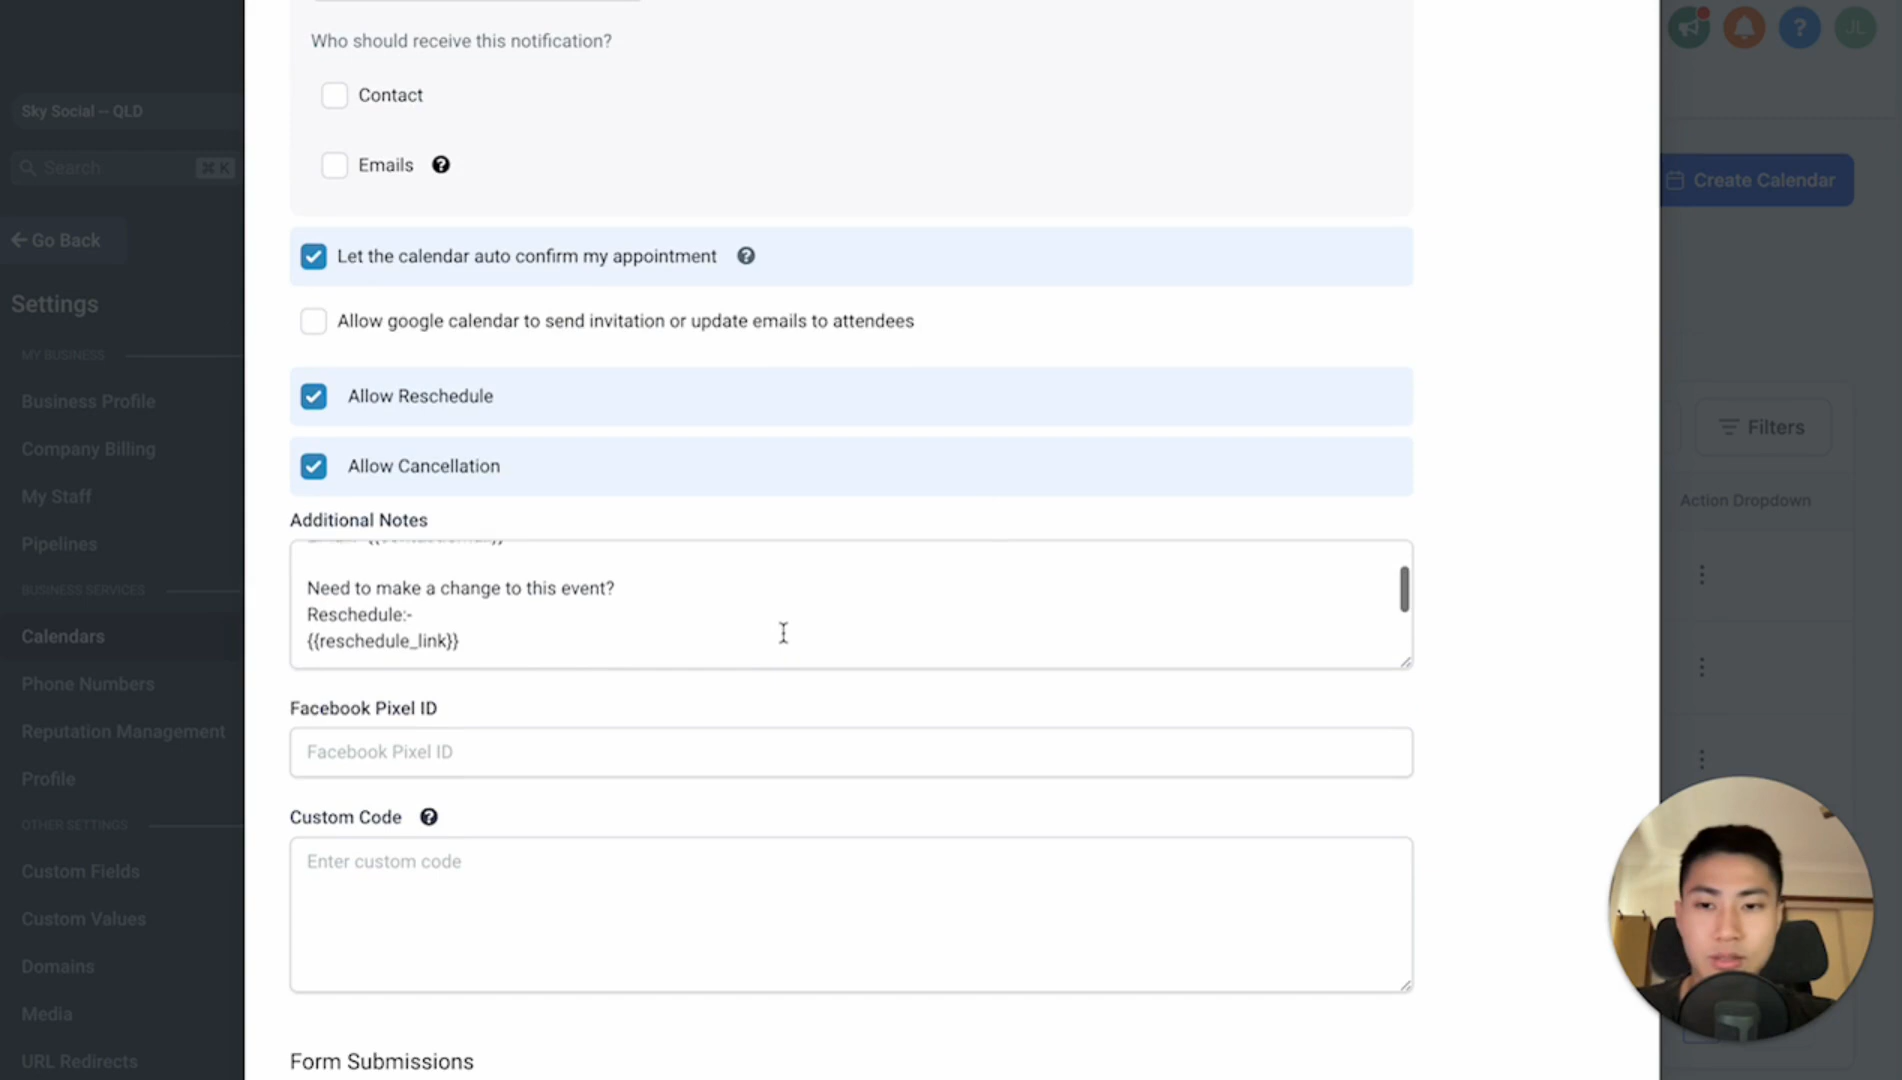 Who should receive this notification?
Contact
Emails ?
Let the calendar auto confirm my appointment ?
Allow google calendar to send invitation or update emails to attendees
Allow Reschedule
Allow Cancellation
Additional Notes
Need to make a change to this event?
Reschedule:-
{{reschedule_link}}
Facebook Pixel ID
Facebook Pixel ID
Custom Code ?
Enter custom code
Form Submissions
Sky Social – QLD
Search
⌘ K
Go Back
Settings
MY BUSINESS
Business Profile
Company Billing
My Staff
Pipelines
BUSINESS SERVICES
Calendars
Phone Numbers
Reputation Management
Profile
OTHER SETTINGS
Custom Fields
Custom Values
Domains
Media
URL Redirects
?
JL
Create Calendar
Filters
Action Dropdown